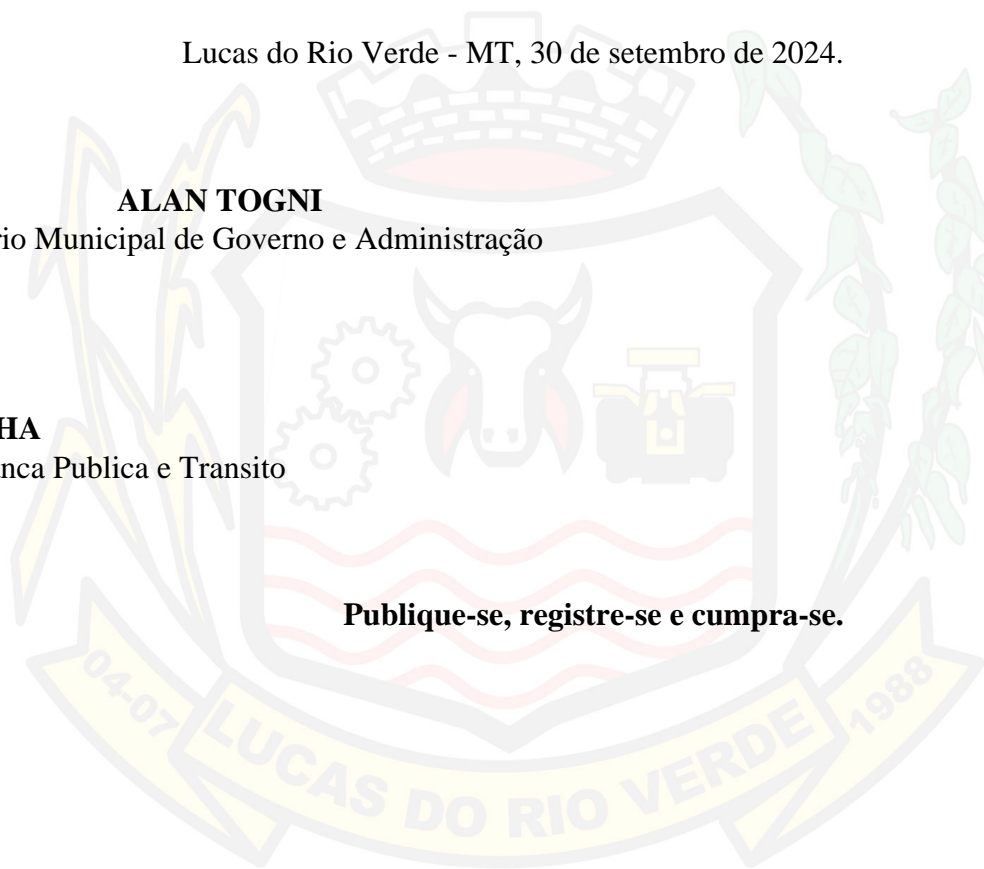 Lucas do Rio Verde - MT, 30 de setembro de 2024.
ALAN TOGNI
rio Municipal de Governo e Administração
HA
nca Publica e Transito
Publique-se, registre-se e cumpra-se.
04-07
LUCAS DO RIO VERDE
1988